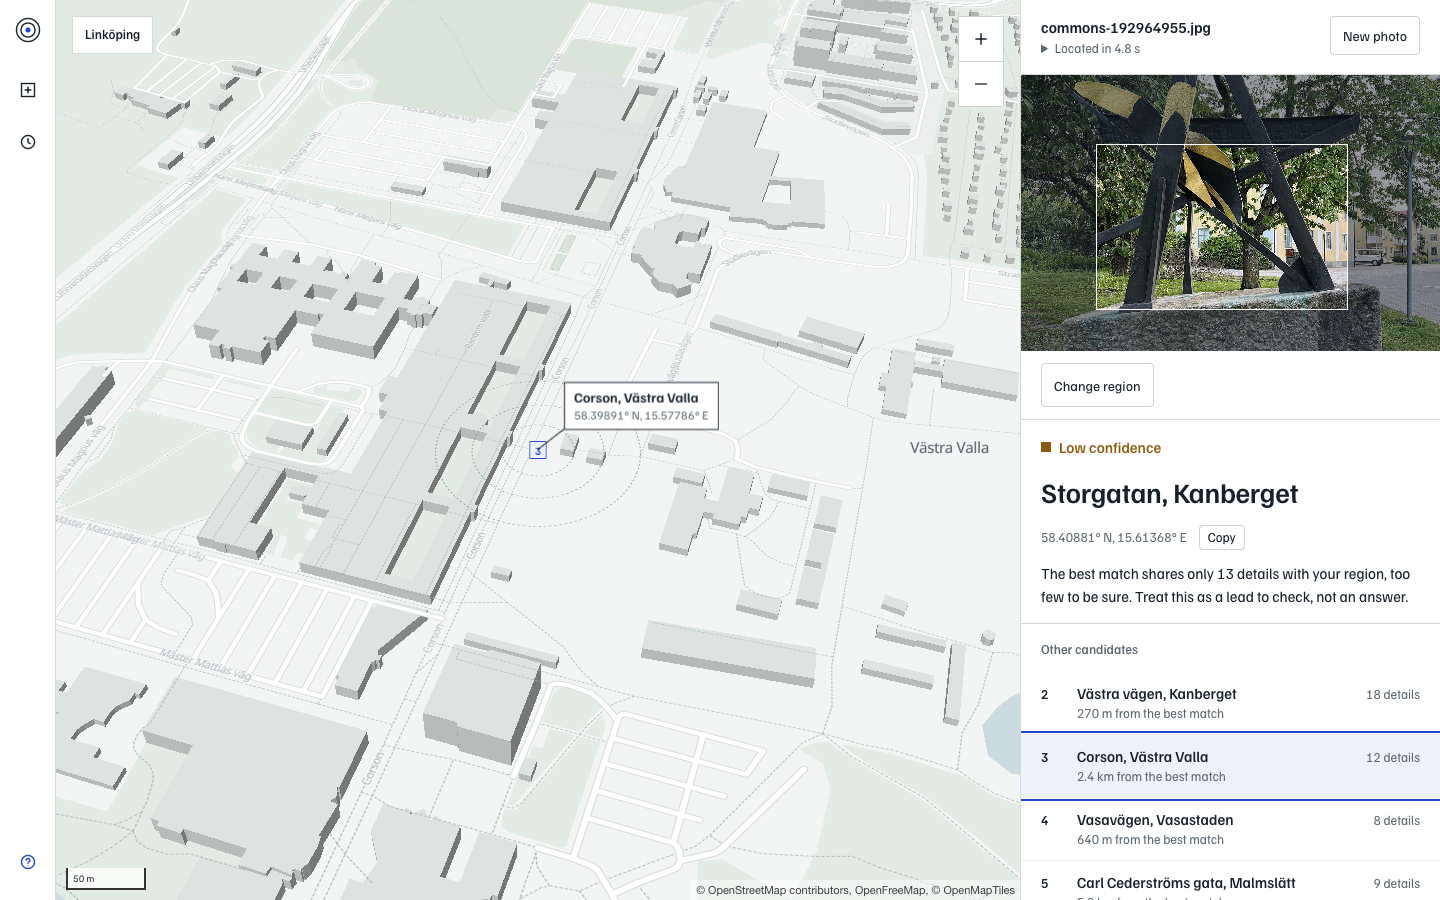 Linköping
+
−
Corson, Västra Valla
58.39891° N, 15.57786° E
3
Västra Valla
Mäster Mattias väg
Corson
Corson
Corson
50 m
© OpenStreetMap contributors, OpenFreeMap, © OpenMapTiles
commons-192964955.jpg
Located in 4.8 s
New photo
Change region
Low confidence
Storgatan, Kanberget
58.40881° N, 15.61368° E
Copy
The best match shares only 13 details with your region, too
few to be sure. Treat this as a lead to check, not an answer.
Other candidates
2
Västra vägen, Kanberget
18 details
270 m from the best match
3
Corson, Västra Valla
12 details
2.4 km from the best match
4
Vasavägen, Vasastaden
8 details
640 m from the best match
5
Carl Cederströms gata, Malmslätt
9 details